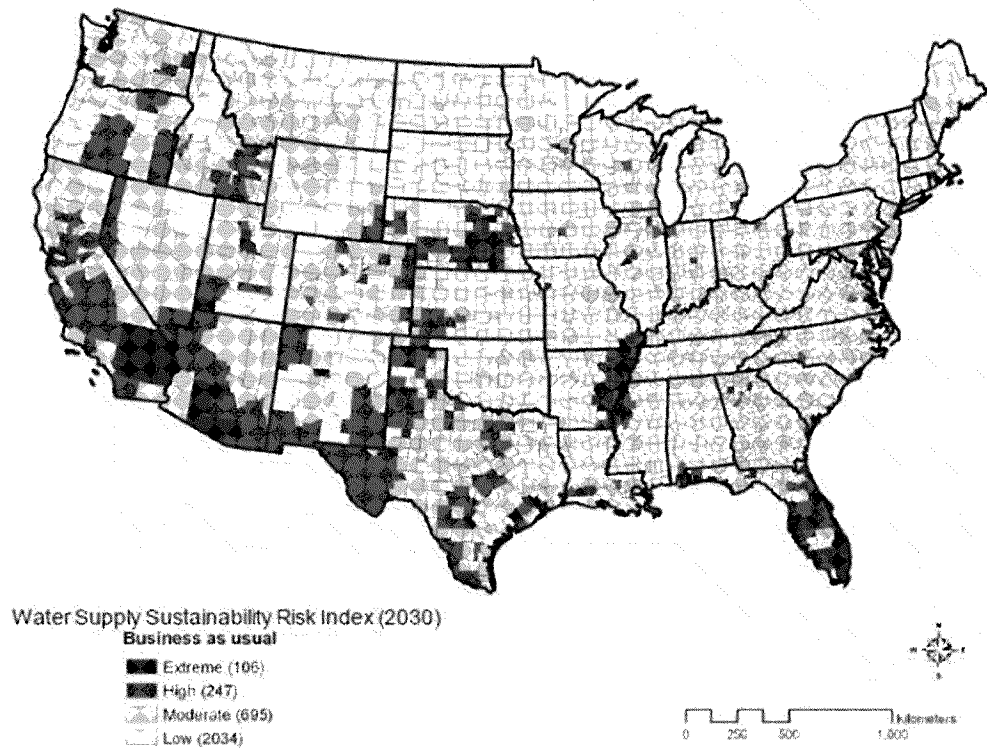 Water Supply Sustainability Risk Index (2030)
Business as usual
Extreme (106)
High (247)
Moderate (695)
Low (2034)
N
W E
S
0 250 500 1,000
Kilometers